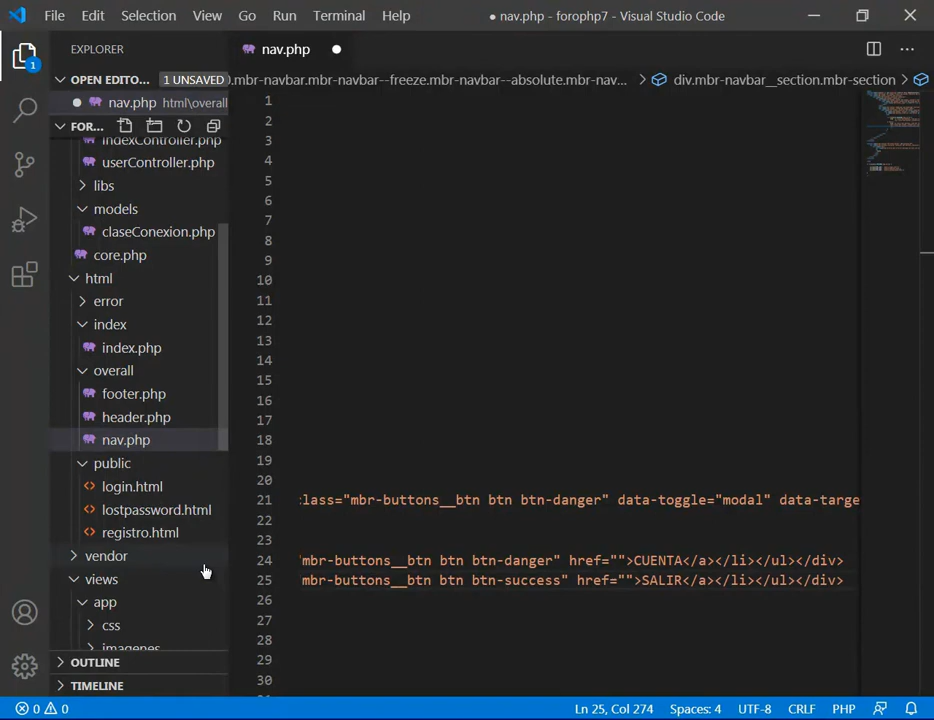 File Edit Selection View Go Run Terminal Help ● nav.php - forophp7 - Visual Studio Code
EXPLORER
nav.php
OPEN EDITO... 1 UNSAVED
).mbr-navbar.mbr-navbar--freeze.mbr-navbar--absolute.mbr-nav... > div.mbr-navbar__section.mbr-section >
nav.php html\overall
FOR...
indexController.php
userController.php
libs
models
claseConexion.php
core.php
html
error
index
index.php
overall
footer.php
header.php
nav.php
public
login.html
lostpassword.html
registro.html
vendor
views
app
css
imagenes
OUTLINE
TIMELINE
1
1
2
3
4
5
6
7
8
9
10
11
12
13
14
15
16
17
18
19
20
21 class="mbr-buttons__btn btn btn-danger" data-toggle="modal" data-targe
22
23
24 "mbr-buttons__btn btn btn-danger" href="">CUENTA</a></li></ul></div>
25 mbr-buttons__btn btn btn-success" href="">SALIR</a></li></ul></div>
26
27
28
29
30
0 0 Ln 25, Col 274 Spaces: 4 UTF-8 CRLF PHP